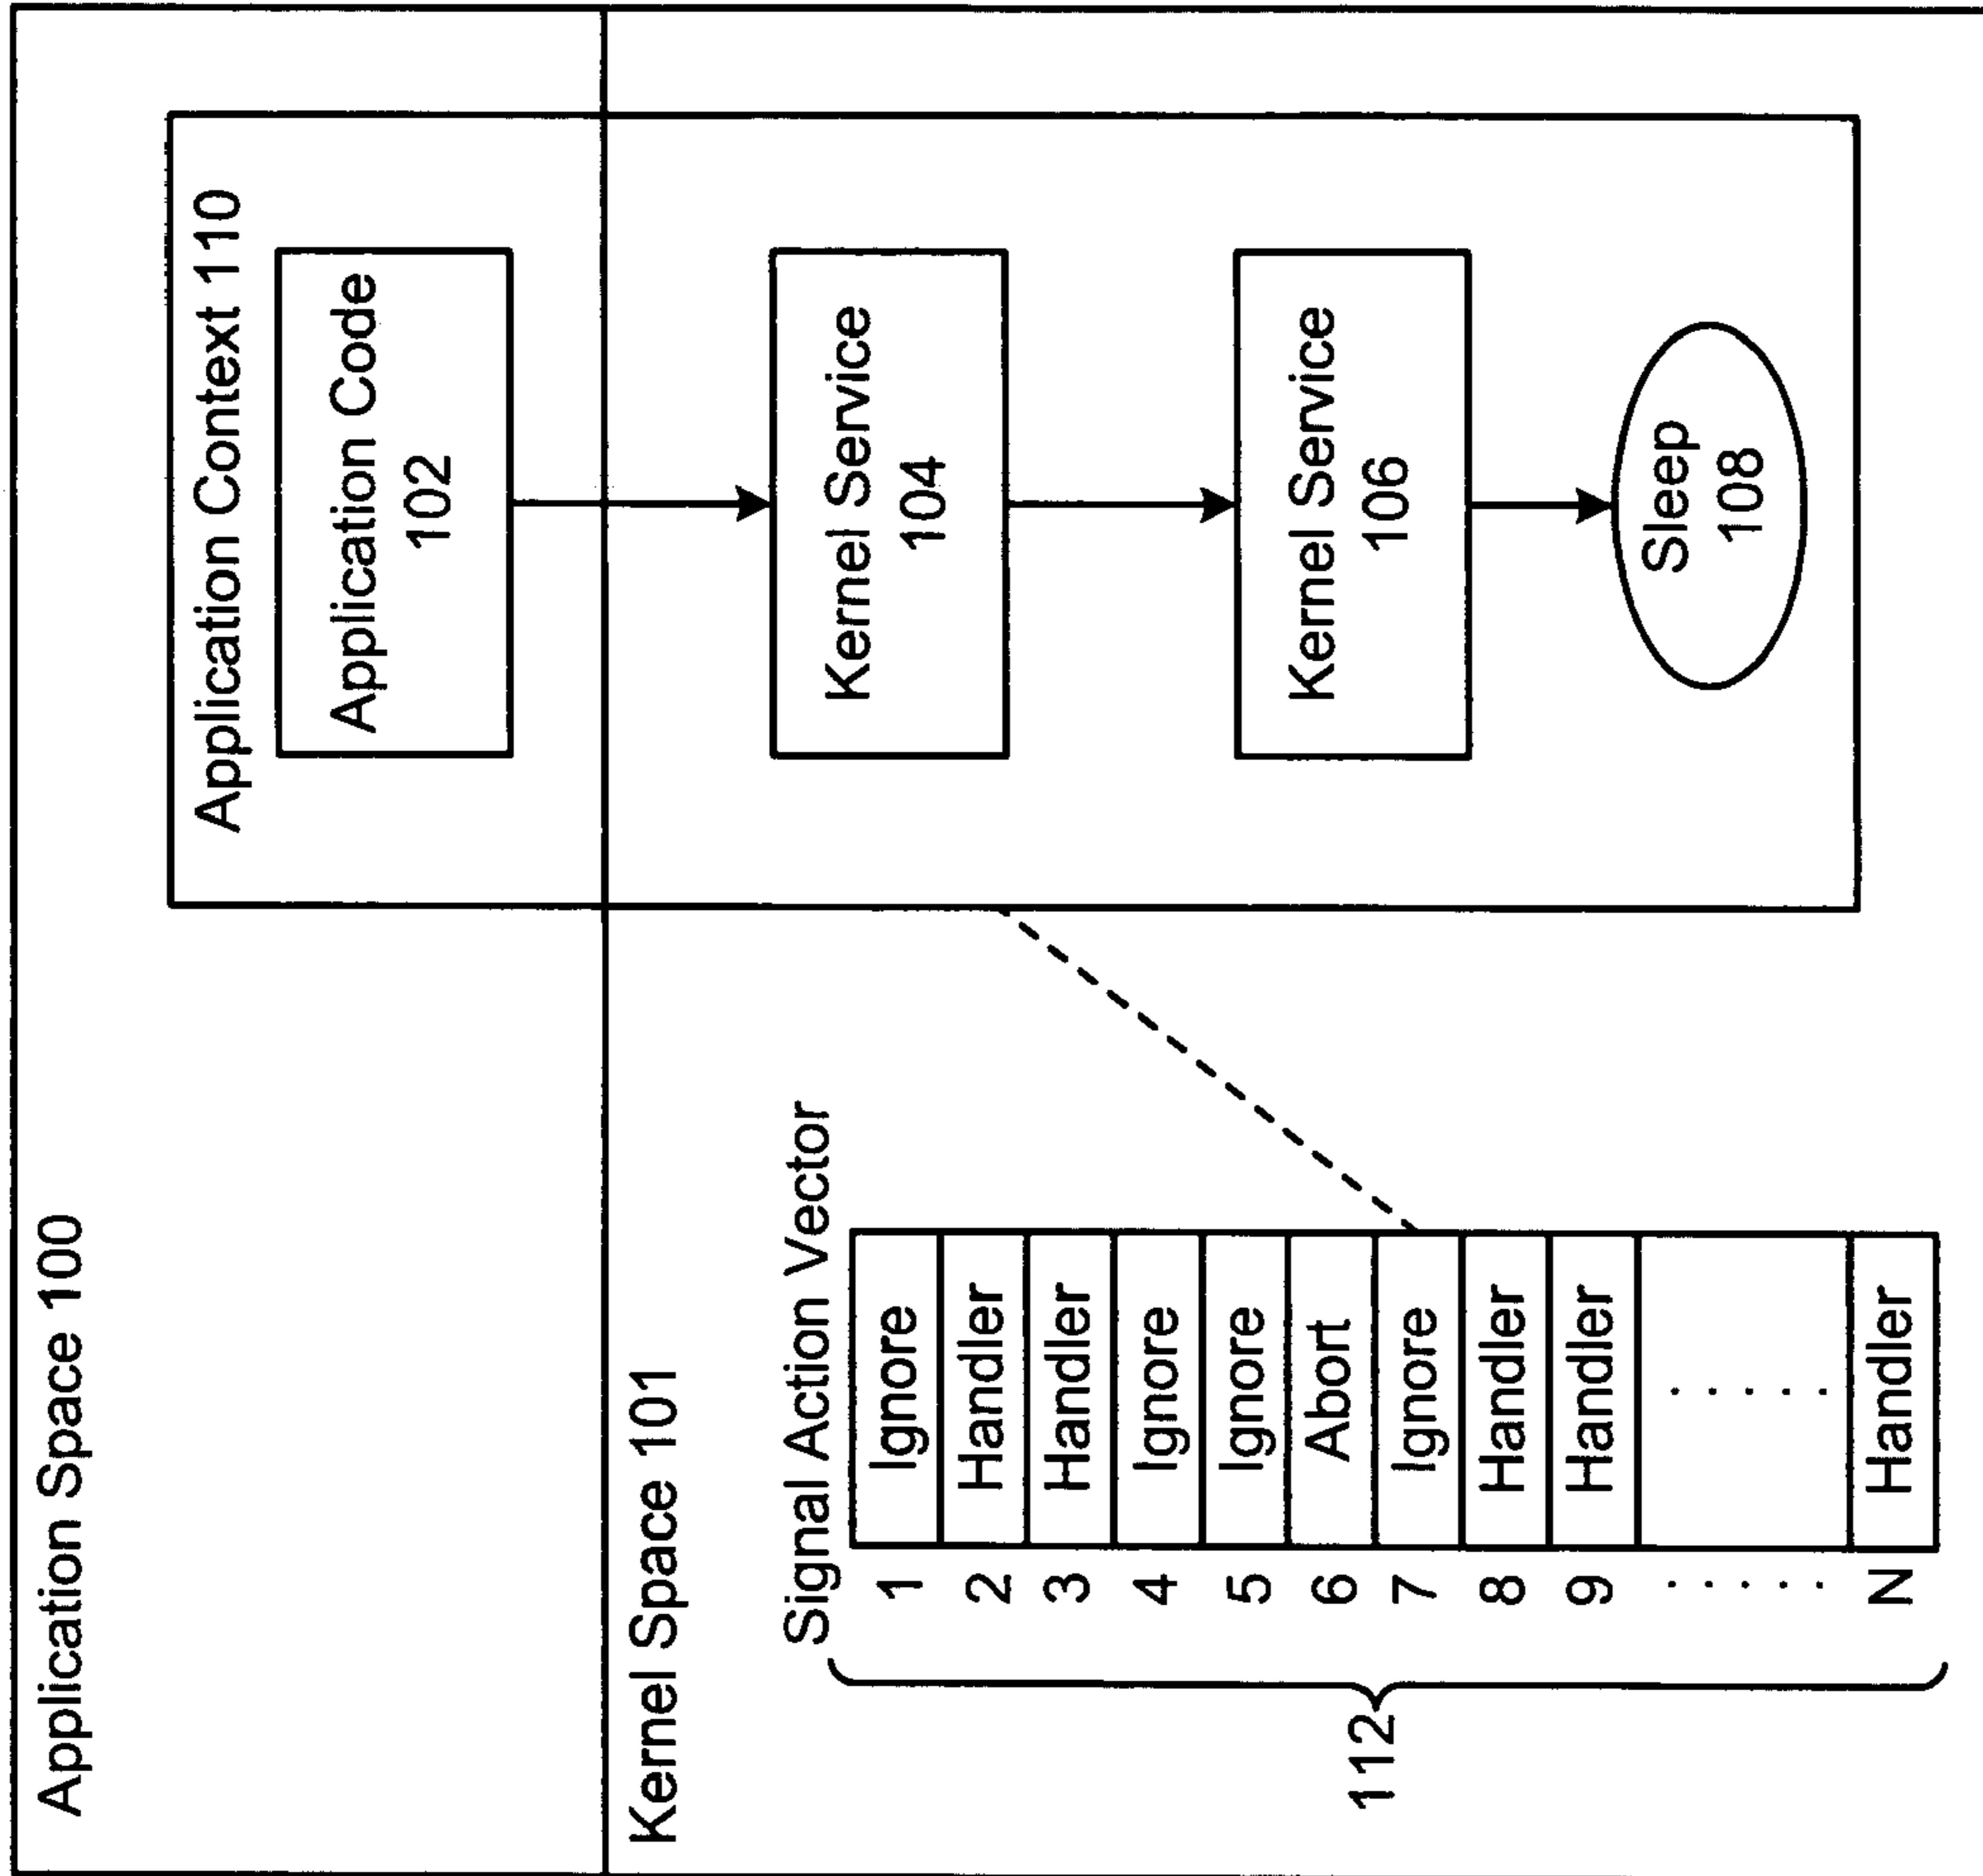 Application Space 100
Application Context 110
Application Code
102
Kernel Space 101
Kernel Service
104
Kernel Service
106
Sleep
108
Signal Action Vector
112
1 Ignore
2 Handler
3 Handler
4 Ignore
5 Ignore
6 Abort
7 Ignore
8 Handler
9 Handler
..... .....
N Handler